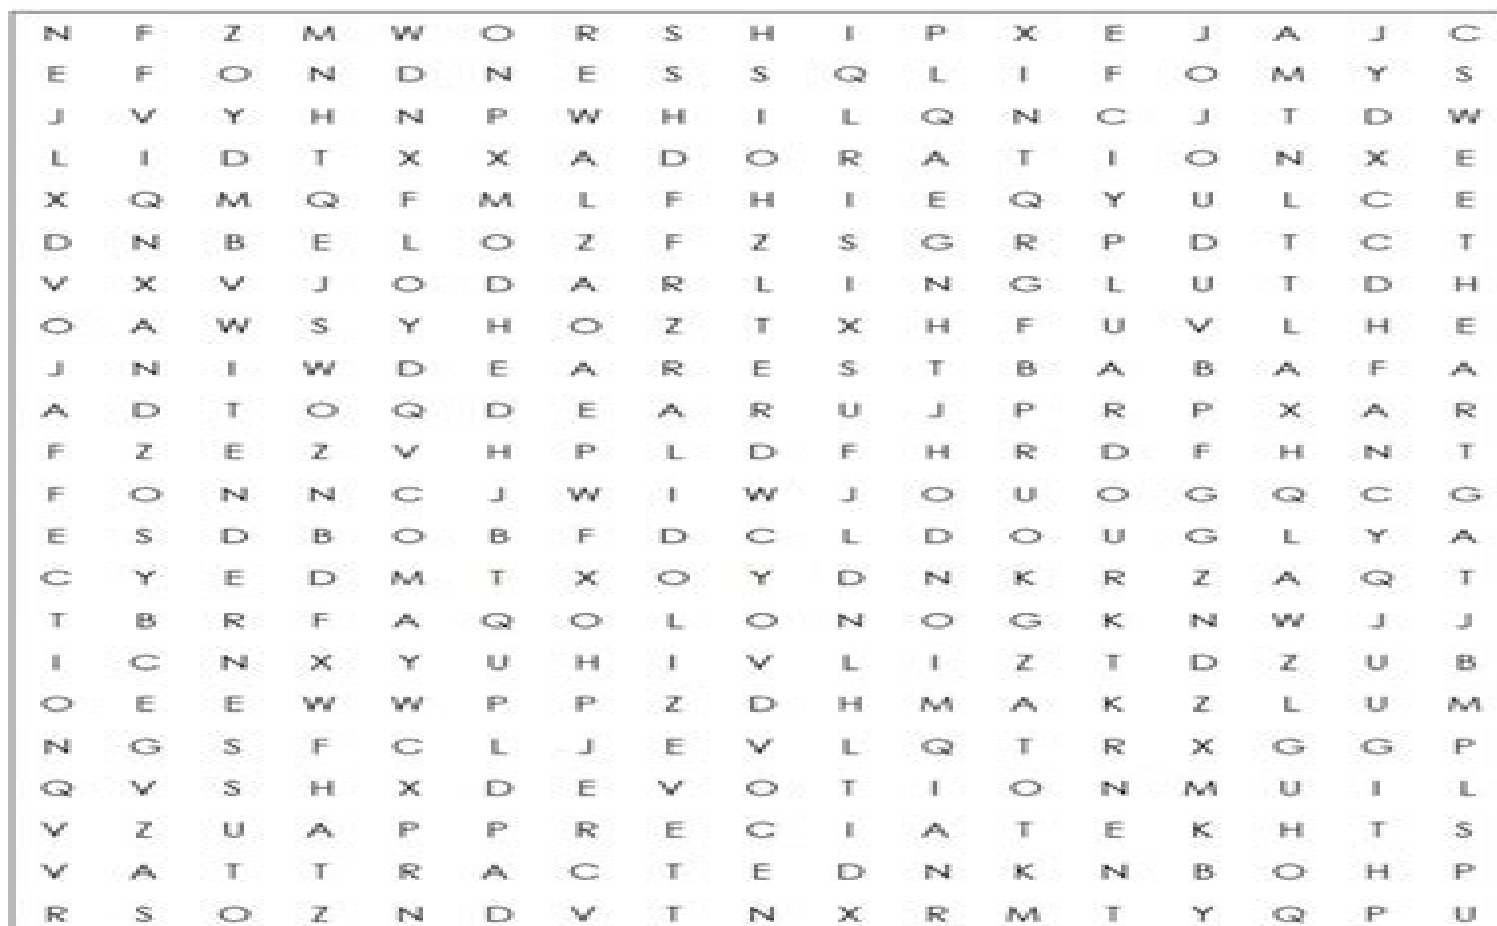 N F Z M W O R S H I P X E J A J C
E F O N D N E S S Q L I F O M Y S
J V Y H N P W H I L Q N C J T D W
L I D T X X A D O R A T I O N X E
X Q M Q F M L F H I E Q Y U L C E
D N B E L O Z F Z S G R P D T C T
V X V J O D A R L I N G L U T D H
O A W S Y H O Z T X H F U V L H E
J N I W D E A R E S T B A B A F A
A D T O Q D E A R U J P R P X A R
F Z E Z V H P L D F H R D F H N T
F O N N C J W I W J O U O G Q C G
E S D B O B F D C L D O U G L Y A
C Y E D M T X O Y D N K R Z A Q T
T B R F A Q O L O N O G K N W J J
I C N X Y U H I V L I Z T D Z U B
O E E W W P P Z D H M A K Z L U M
N G S F C L J E V L Q T R X G G P
Q V S H X D E V O T I O N M U I L
V Z U A P P R E C I A T E K H T S
V A T T R A C T E D N K N B O H P
R S O Z N D V T N X R M T Y Q P U